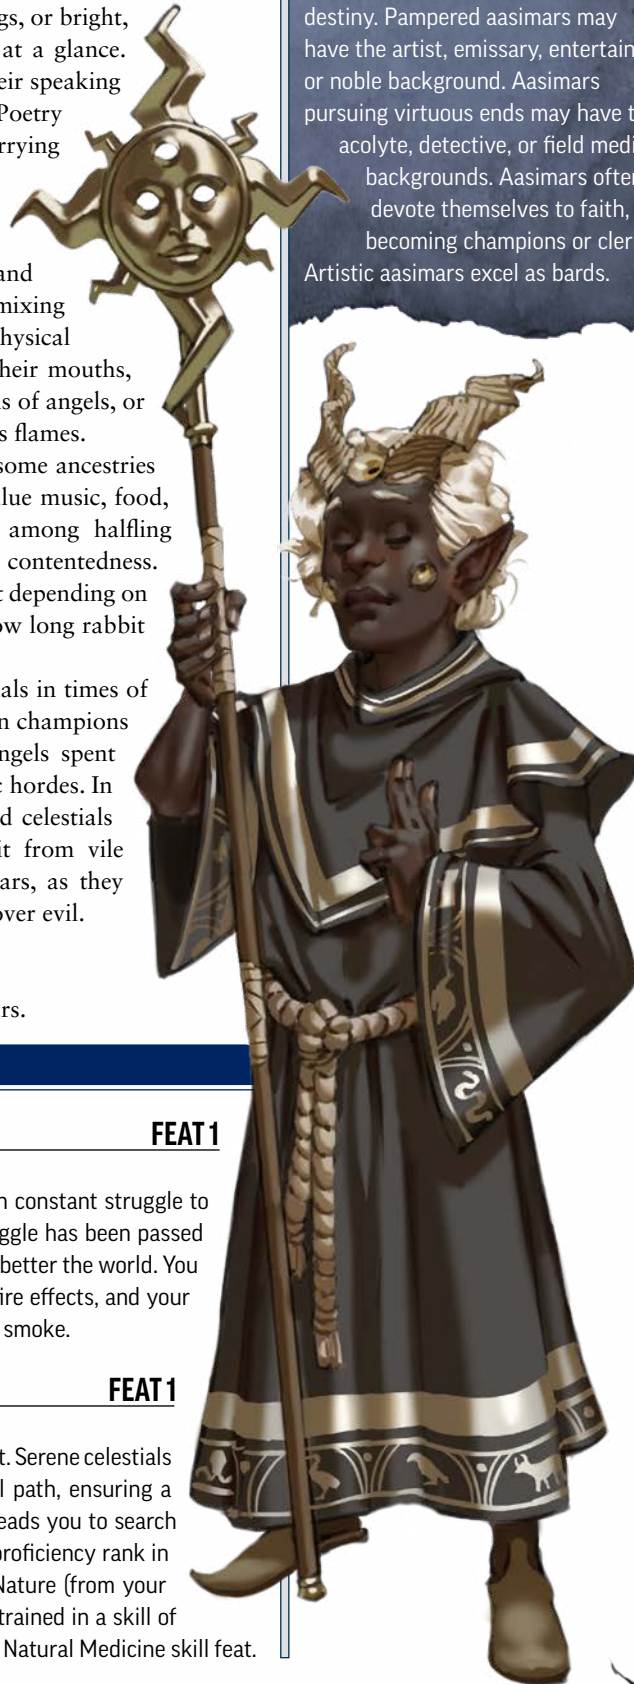 gs, or bright,
at a glance.
eir speaking
Poetry
rrying
and
mixing
hysical
heir mouths,
s of angels, or
s flames.
some ancestries
lue music, food,
among halfling
contentedness.
t depending on
ow long rabbit
als in times of
n champions
ngels spent
c hordes. In
d celestials
it from vile
ars, as they
over evil.
rs.
FEAT 1
n constant struggle to
ggle has been passed
better the world. You
ire effects, and your
smoke.
FEAT 1
t. Serene celestials
l path, ensuring a
eads you to search
proficiency rank in
Nature (from your
trained in a skill of
Natural Medicine skill feat.
destiny. Pampered aasimars may
have the artist, emissary, entertain
or noble background. Aasimars
pursuing virtuous ends may have t
acolyte, detective, or field medi
backgrounds. Aasimars often
devote themselves to faith,
becoming champions or cler
Artistic aasimars excel as bards.